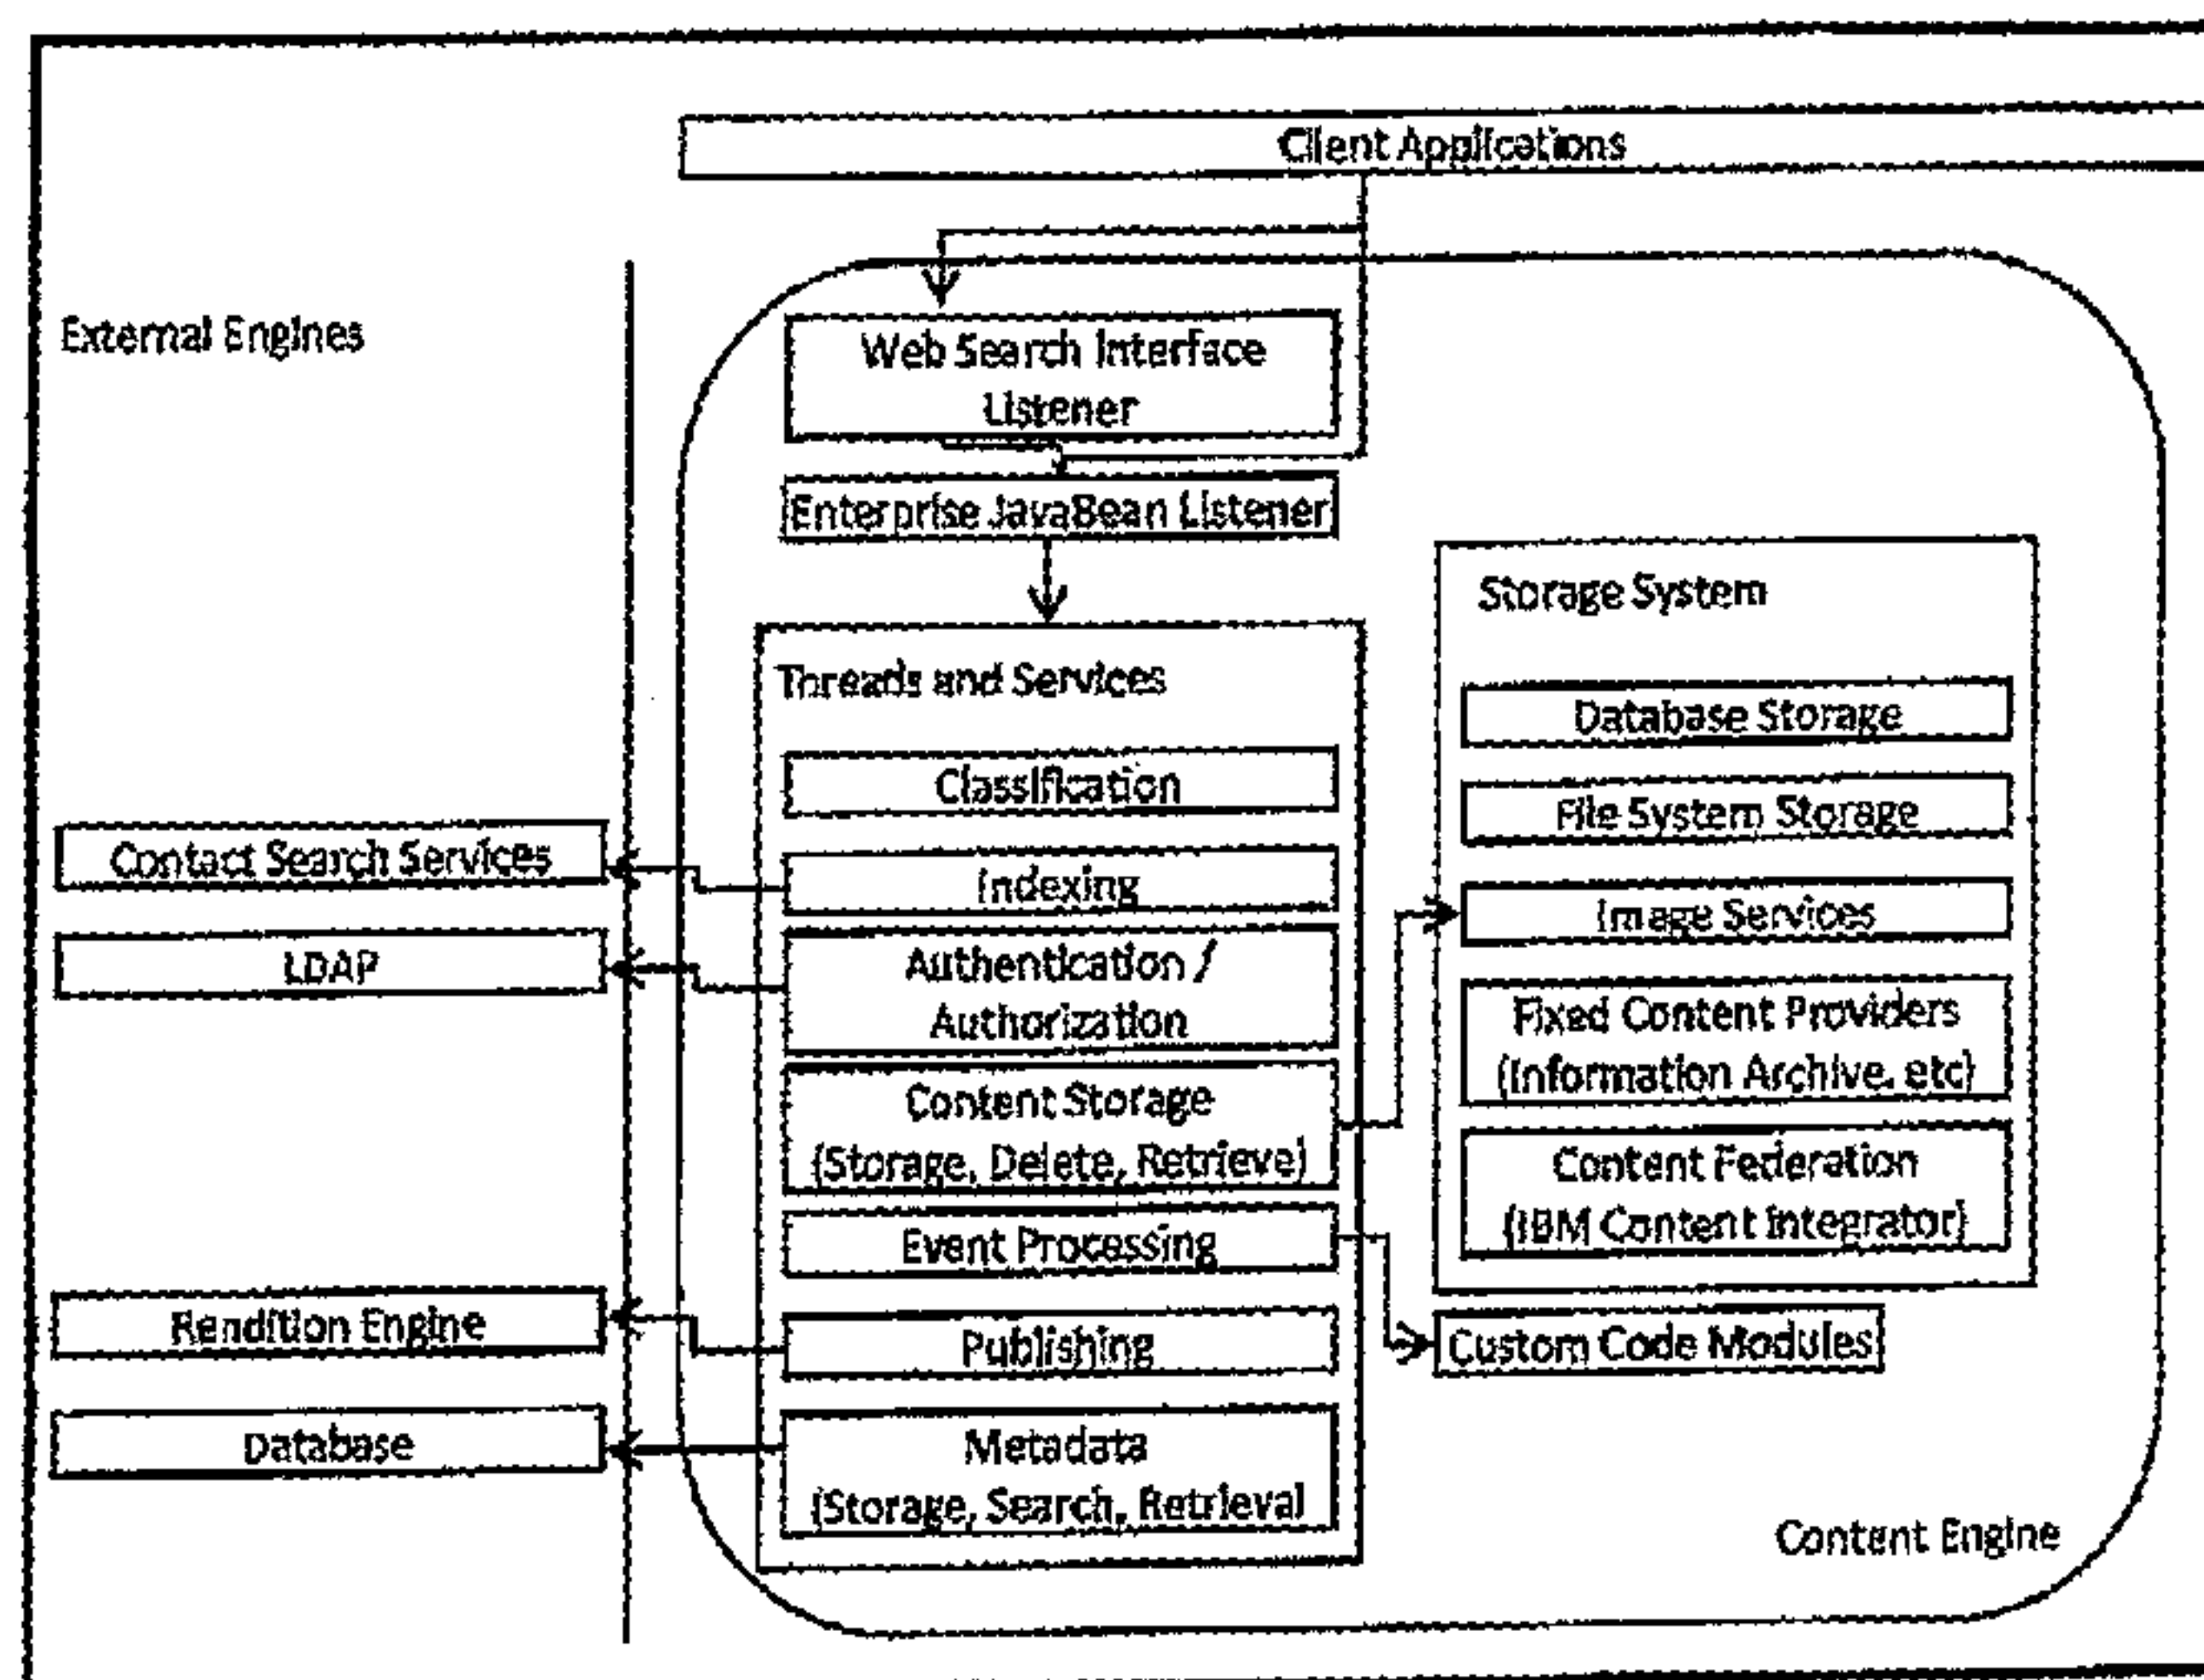 Client Applications
External Engines
Web Search Interface
Listener
Enterprise JavaBean Listener
Storage System
Threads and Services
Database Storage
Classification
File System Storage
Contact Search Services
Indexing
Image Services
LDAP
Authentication /
Authorization
Fixed Content Providers
(Information Archive, etc)
Content Storage
(Storage, Delete, Retrieve)
Content Federation
(IBM Content Integrator)
Event Processing
Rendition Engine
Publishing
Custom Code Modules
Database
Metadata
(Storage, Search, Retrieval
Content Engine